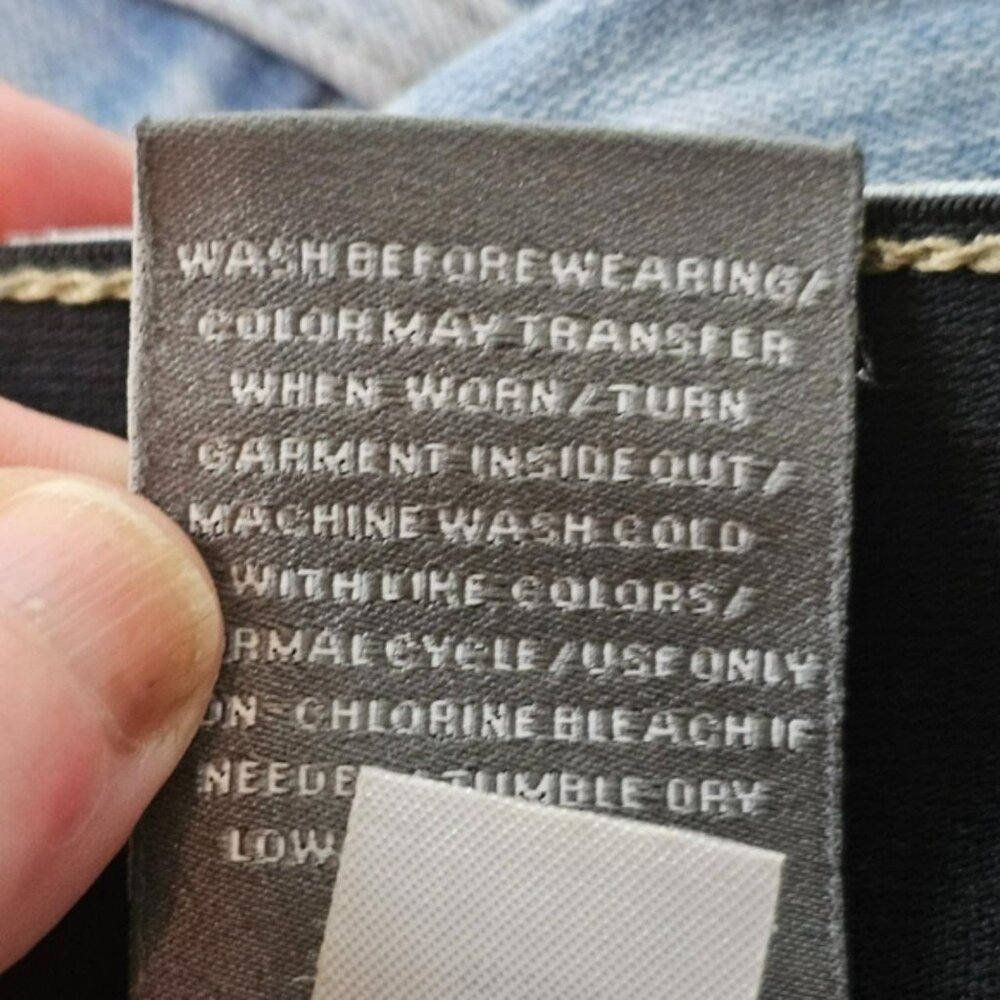 WASH BEFORE WEARING/
COLOR MAY TRANSFER
WHEN WORN/TURN
GARMENT INSIDE OUT/
MACHINE WASH COLD
WITH LIKE COLORS/
RMAL CYCLE/USE ONLY
ON-CHLORINE BLEACH IF
NEEDE TUMBLE DRY
LOW